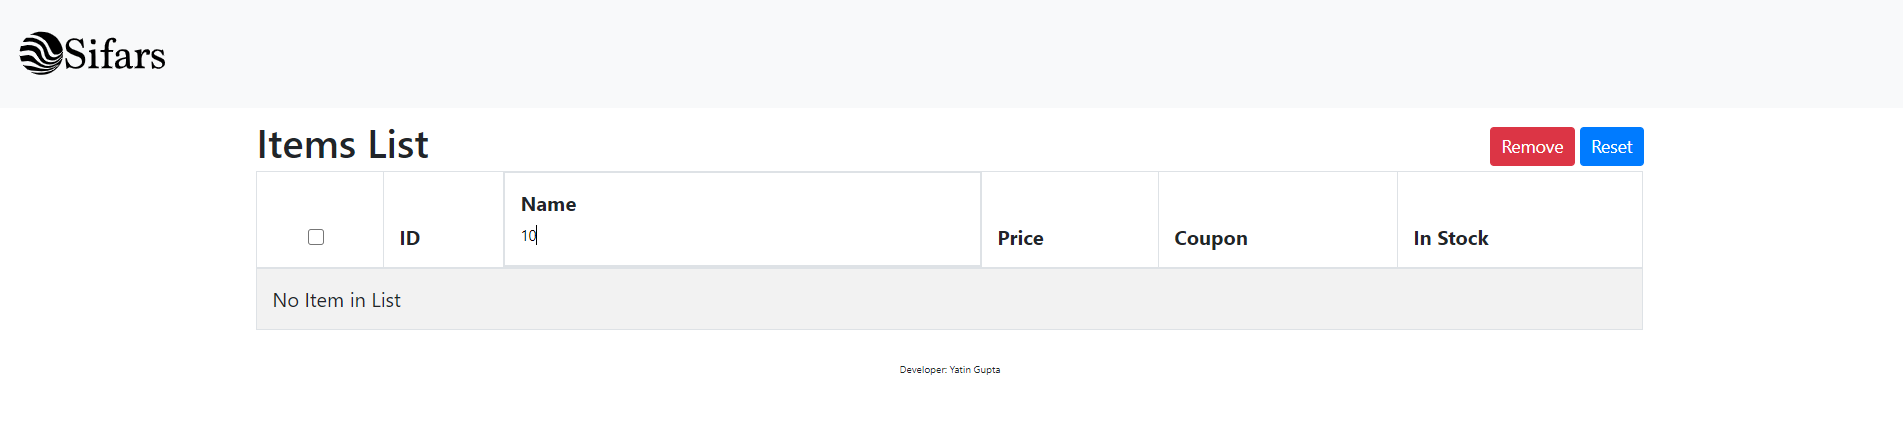 Sifars
Items List
Remove
Reset
ID
Name
10
Price
Coupon
In Stock
No Item in List
Developer: Yatin Gupta